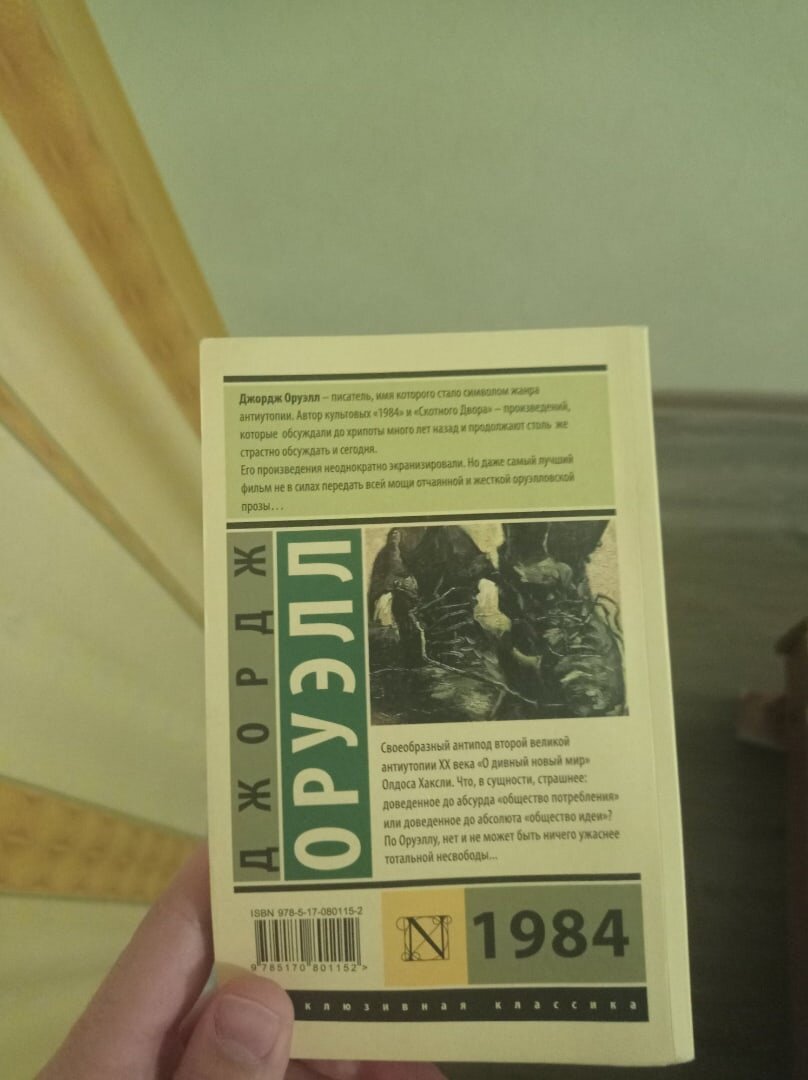 Джордж Оруэлл – писатель, имя которого стало символом жанра
антиутопии. Автор культовых «1984» и «Скотного Двора» – произведений,
которые обсуждали до хрипоты много лет назад и продолжают столь же
страстно обсуждать и сегодня.
Его произведения неоднократно экранизировали. Но даже самый лучший
фильм не в силах передать всей мощи отчаянной и жесткой оруэлловской
прозы…
ДЖОРДЖ
ОРУЭЛЛ
Своеобразный антипод второй великой
антиутопии XX века «О дивный новый мир»
Олдоса Хаксли. Что, в сущности, страшнее:
доведенное до абсурда «общество потребления»
или доведенное до абсолюта «общество идеи»?
По Оруэллу, нет и не может быть ничего ужаснее
тотальной несвободы...
ISBN 978-5-17-080115-2
9 785170 801152 >
N
1984
клюзивная классика